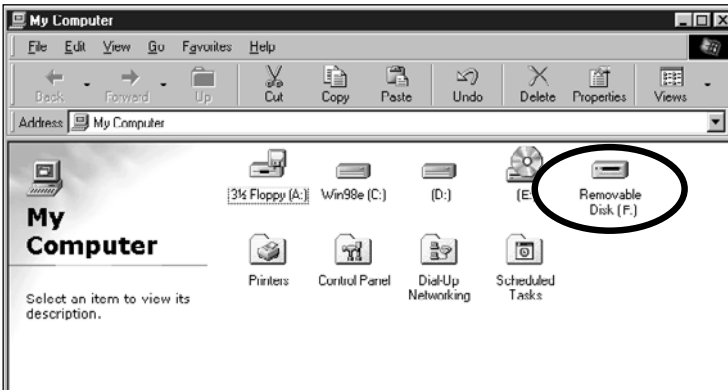 My Computer
File Edit View Go Favorites Help
Back Forward Up Cut Copy Paste Undo Delete Properties Views
Address My Computer
My
Computer
Select an item to view its
description.
3½ Floppy (A:) Win98e (C:) (D:) (E: Removable
Disk (F:)
Printers Control Panel Dial-Up
Networking Scheduled
Tasks